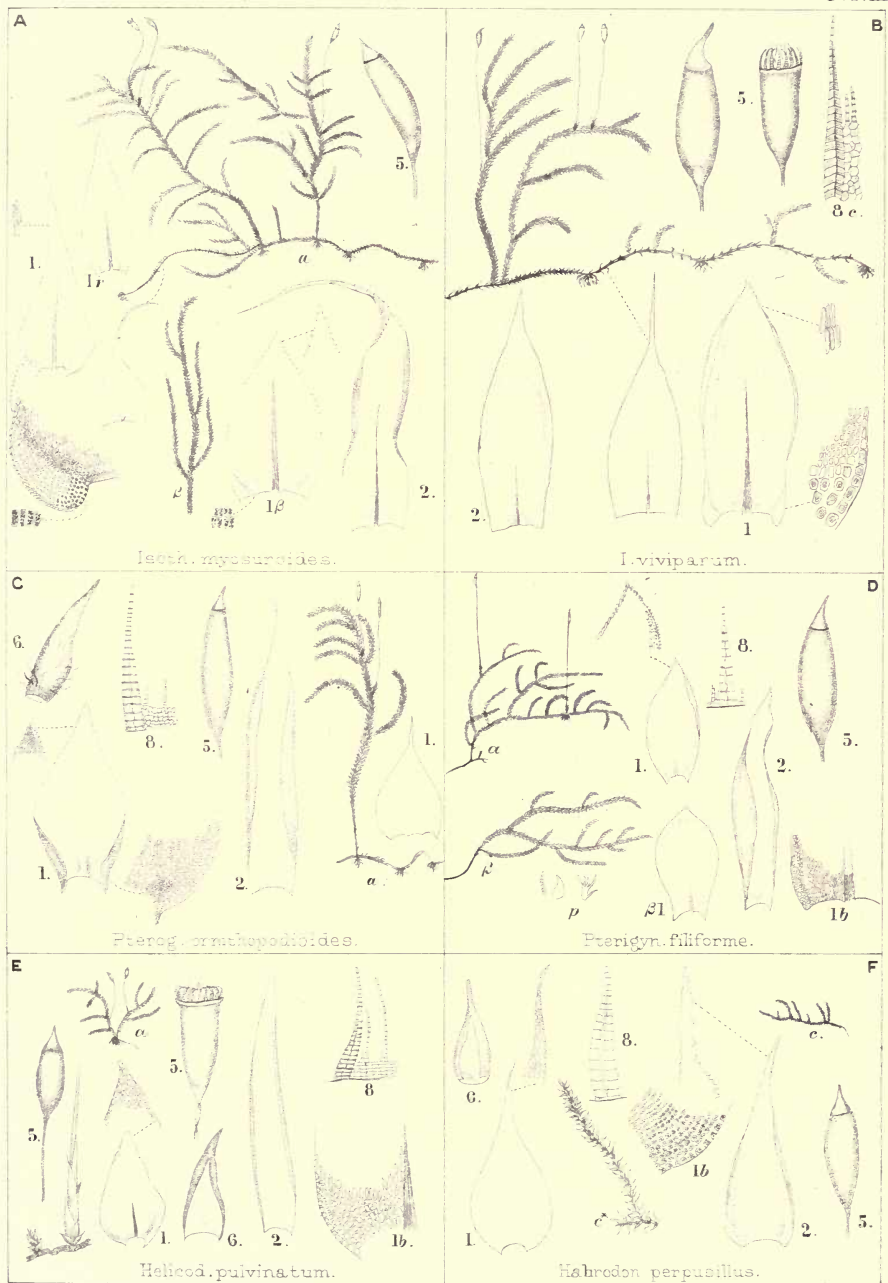 A
5.
1.
1r
a
β
1β
2.
Isoth. myosuroides.
B
5.
8 c.
2.
1
I. viviparum.
C
6.
8.
5.
1.
1.
2.
a.
Pterog. ornithopodioides.
D
8.
a
1.
2.
5.
β
p
β1
1b
Pterigyn. filiforme.
E
a
5.
8
5.
1.
6.
2.
1b.
Helicod. pulvinatum.
F
c.
6.
8.
1b
c
1.
2.
5.
Habrodon perpusillus.